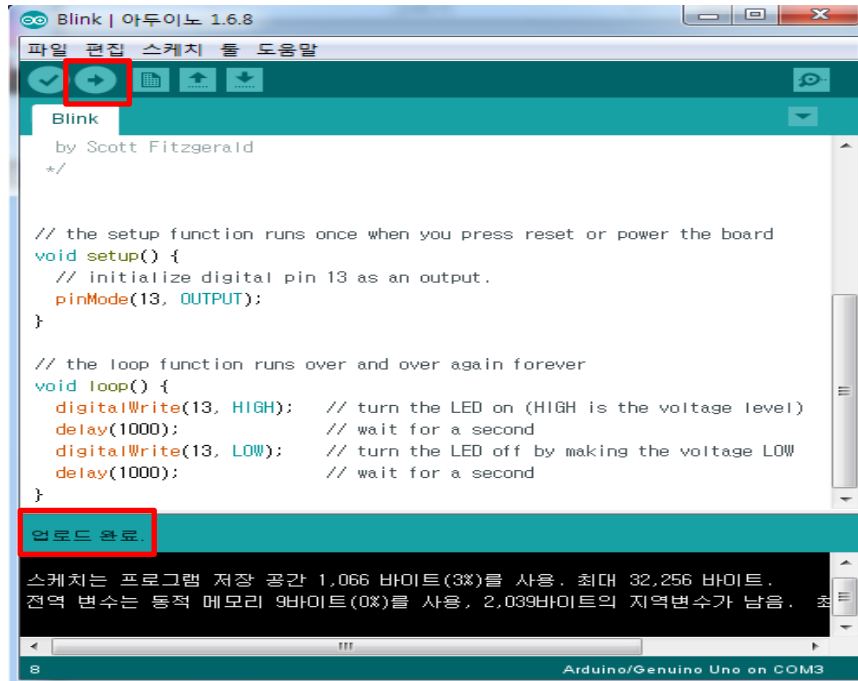 Blink | 아두이노 1.6.8
파일 편집 스케치 툴 도움말
Blink
by Scott Fitzgerald
*/
// the setup function runs once when you press reset or power the board
void setup() {
// initialize digital pin 13 as an output.
pinMode(13, OUTPUT);
}
// the loop function runs over and over again forever
void loop() {
digitalWrite(13, HIGH); // turn the LED on (HIGH is the voltage level)
delay(1000); // wait for a second
digitalWrite(13, LOW); // turn the LED off by making the voltage LOW
delay(1000); // wait for a second
}
업로드 완료.
스케치는 프로그램 저장 공간 1,066 바이트(3%)를 사용. 최대 32,256 바이트.
전역 변수는 동적 메모리 9바이트(0%)를 사용, 2,039바이트의 지역변수가 남음.
8 Arduino/Genuino Uno on COM3